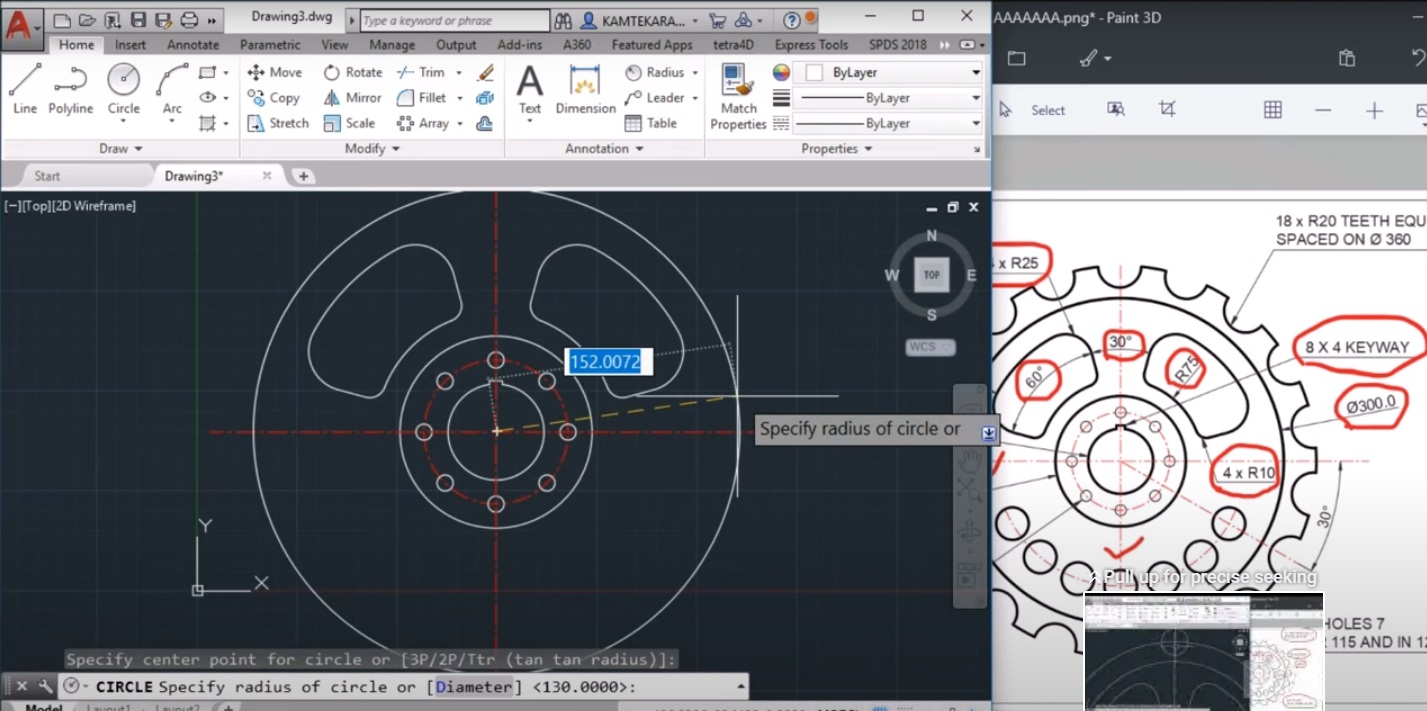 Drawing3.dwg
Type a keyword or phrase
KAMTEKARA...
AAAAAAA.png* - Paint 3D
Home Insert Annotate Parametric View Manage Output Add-ins A360 Featured Apps tetra4D Express Tools SPDS 2018
Select
Line Polyline Circle Arc
Move Rotate Trim
Copy Mirror Fillet
Stretch Scale Array
Text Dimension
Radius
Leader
Table
Match
Properties
ByLayer
ByLayer
ByLayer
Draw Modify Annotation Properties
Start Drawing3*
[−][Top][2D Wireframe]
N
W TOP E
S
WCS
152.0072
Specify radius of circle or
Y
X
18 x R20 TEETH EQU
SPACED ON Ø 360
x R25
30°
8 X 4 KEYWAY
60°
R75
Ø300.0
4 x R10
30°
Pull up for precise seeking
HOLES 7
115 AND IN 12
Specify center point for circle or [3P/2P/Ttr (tan tan radius)]:
CIRCLE Specify radius of circle or [Diameter] <130.0000>:
Model Layout1 Layout2